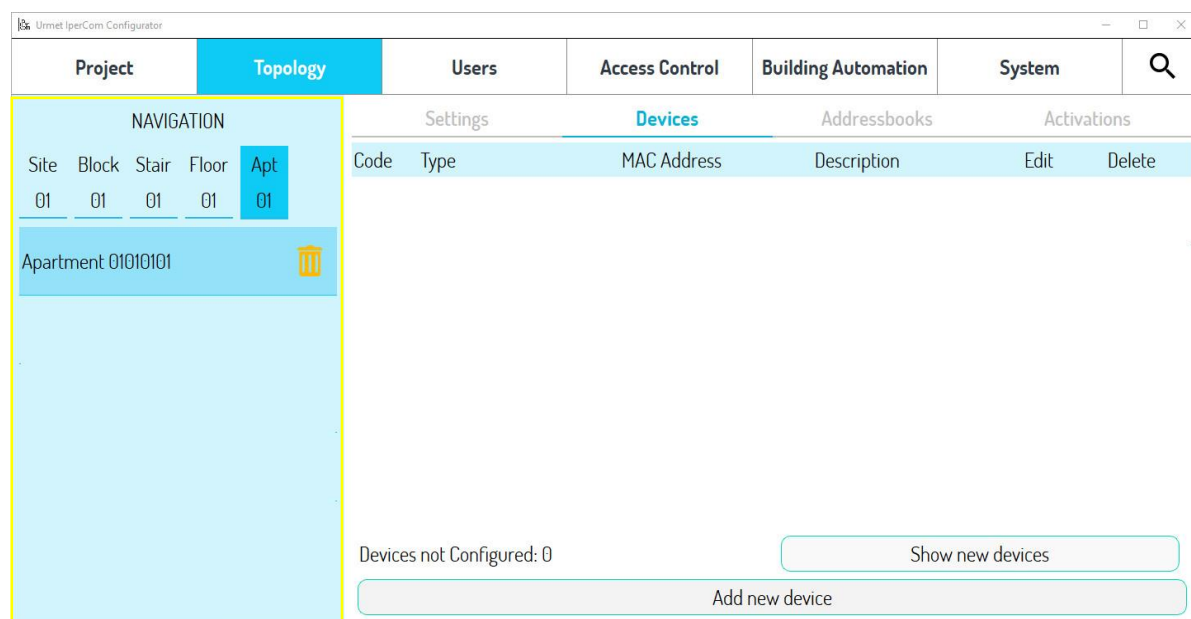 Urmet IperCom Configurator
Project Topology Users Access Control Building Automation System
NAVIGATION
Site Block Stair Floor Apt
01 01 01 01 01
Apartment 01010101
Settings Devices Addressbooks Activations
Code Type MAC Address Description Edit Delete
Devices not Configured: 0
Show new devices
Add new device